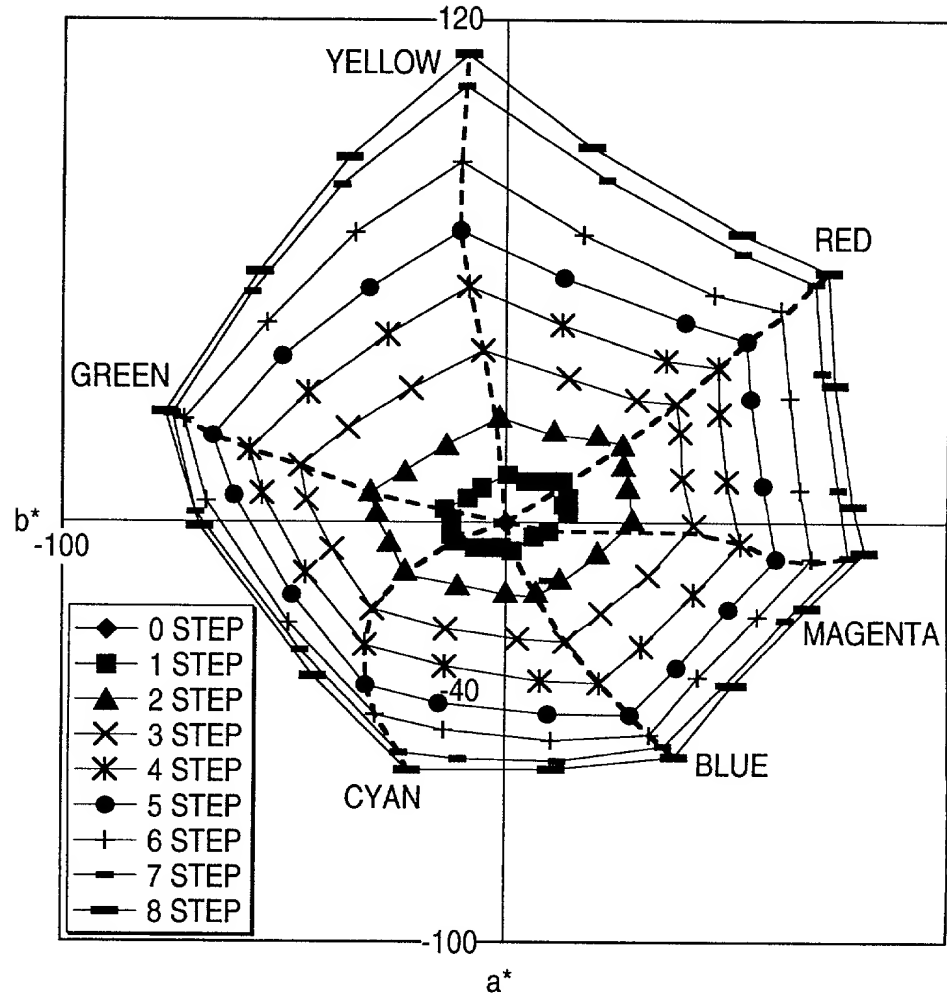 120
YELLOW
RED
GREEN
b*
-100
0 STEP
1 STEP
2 STEP
3 STEP
4 STEP
5 STEP
6 STEP
7 STEP
8 STEP
MAGENTA
-40
BLUE
CYAN
-100
a*